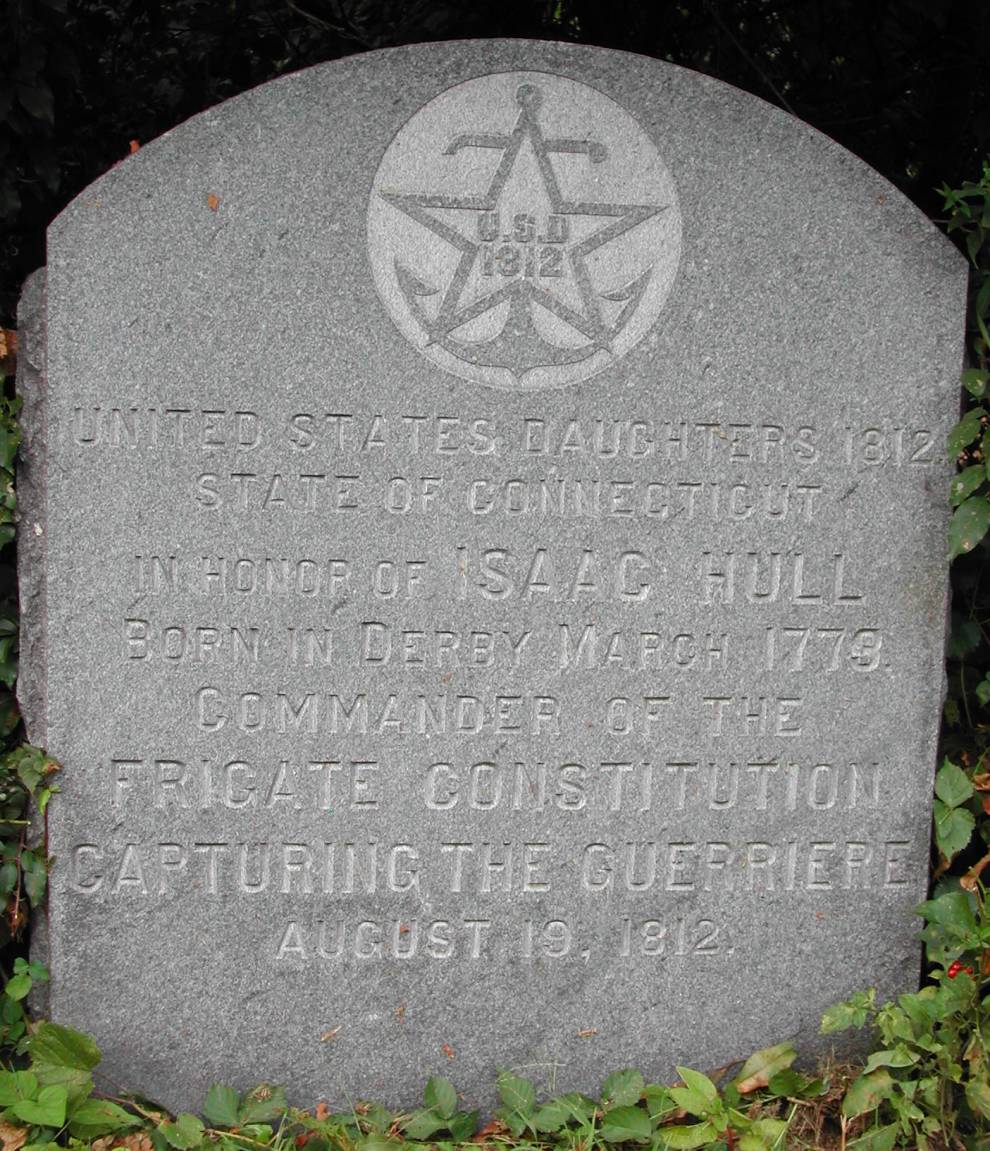 U.S.D
1812
UNITED STATES DAUGHTERS 1812.
STATE OF CONNECTICUT
IN HONOR OF ISAAC HULL
BORN IN DERBY MARCH 1773.
COMMANDER OF THE
FRIGATE CONSTITUTION
CAPTURING THE GUERRIERE
AUGUST 19, 1812.